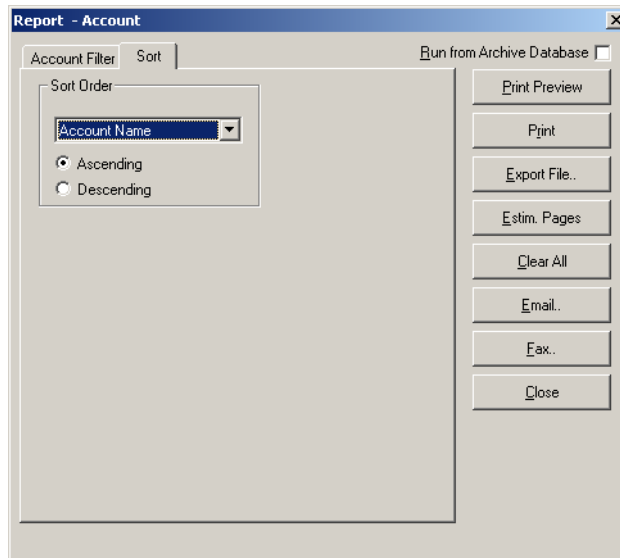 Report - Account
Account Filter
Sort
Run from Archive Database
Sort Order
Account Name
Ascending
Descending
Print Preview
Print
Export File..
Estim. Pages
Clear All
Email..
Fax..
Close